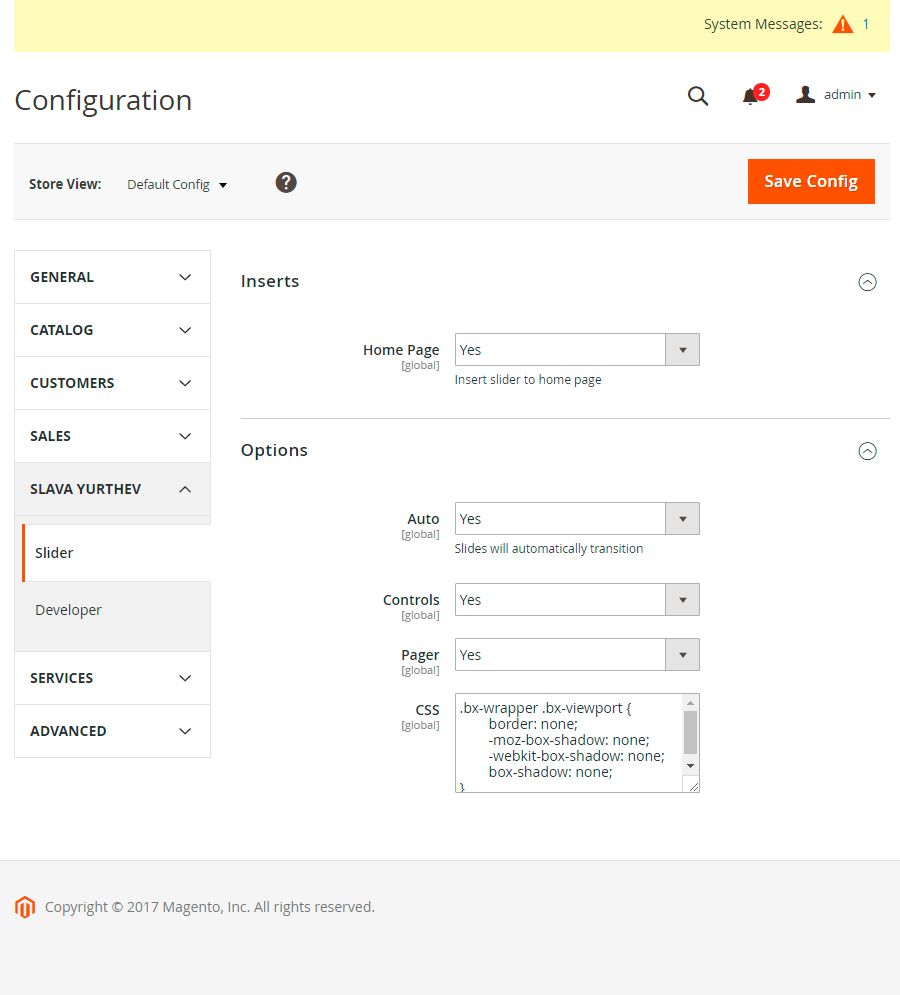 System Messages: 1
Configuration
2
admin
Store View: Default Config ?
Save Config
GENERAL
CATALOG
CUSTOMERS
SALES
SLAVA YURTHEV
Slider
Developer
SERVICES
ADVANCED
Inserts
Home Page Yes
[global]
Insert slider to home page
Options
Auto Yes
[global]
Slides will automatically transition
Controls Yes
[global]
Pager Yes
[global]
CSS
[global]
.bx-wrapper .bx-viewport {
border: none;
-moz-box-shadow: none;
-webkit-box-shadow: none;
box-shadow: none;
}
Copyright © 2017 Magento, Inc. All rights reserved.